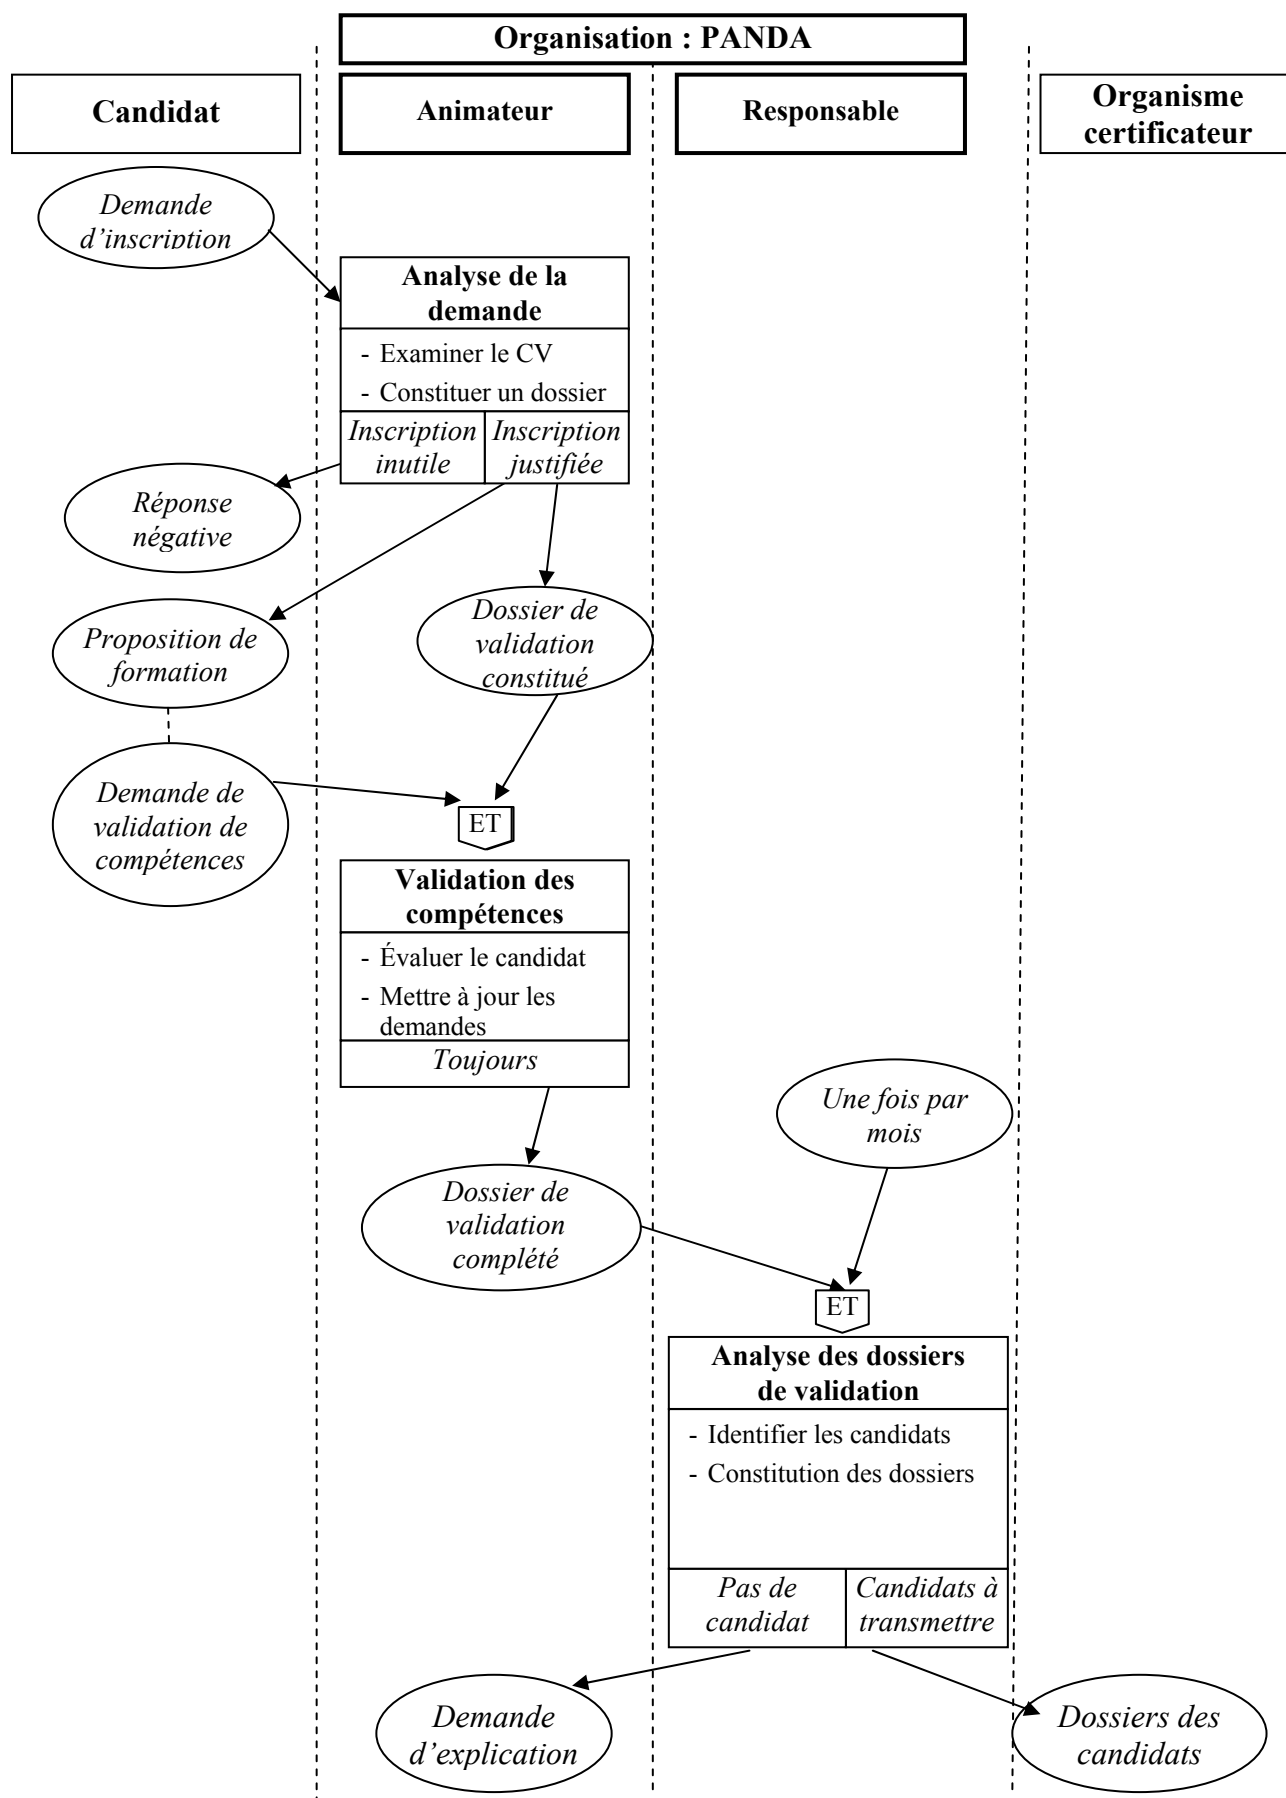 Organisation : PANDA
Candidat
Animateur
Responsable
Organisme
certificateur
Demande
d’inscription
Analyse de la
demande
- Examiner le CV
- Constituer un dossier
Inscription
inutile
Inscription
justifiée
Réponse
négative
Proposition de
formation
Dossier de
validation
constitué
Demande de
validation de
compétences
ET
Validation des
compétences
- Évaluer le candidat
- Mettre à jour les
demandes
Toujours
Une fois par
mois
Dossier de
validation
complété
ET
Analyse des dossiers
de validation
- Identifier les candidats
- Constitution des dossiers
Pas de
candidat
Candidats à
transmettre
Demande
d’explication
Dossiers des
candidats